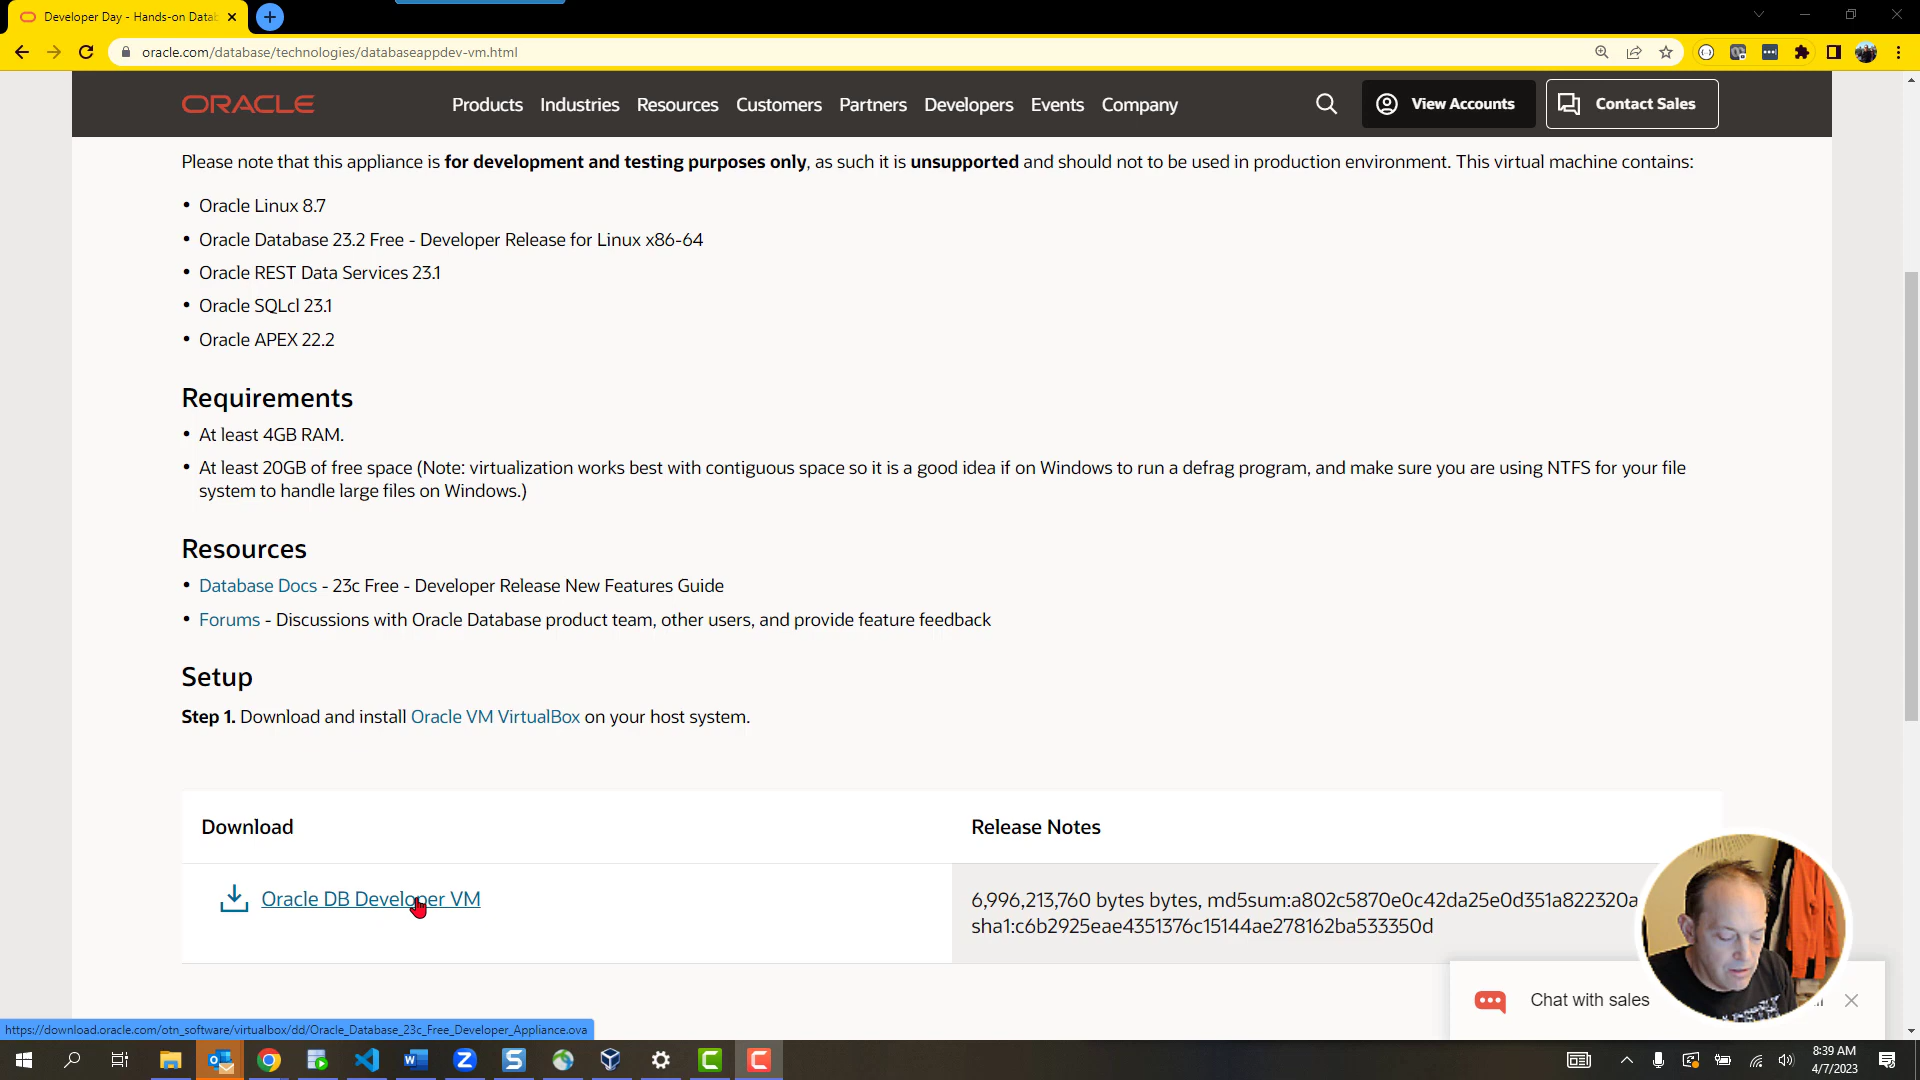 Developer Day - Hands-on Datab
oracle.com/database/technologies/databaseappdev-vm.html
ORACLE
Products Industries Resources Customers Partners Developers Events Company
View Accounts
Contact Sales
Please note that this appliance is for development and testing purposes only, as such it is unsupported and should not to be used in production environment. This virtual machine contains:
• Oracle Linux 8.7
• Oracle Database 23.2 Free - Developer Release for Linux x86-64
• Oracle REST Data Services 23.1
• Oracle SQLcl 23.1
• Oracle APEX 22.2
Requirements
• At least 4GB RAM.
• At least 20GB of free space (Note: virtualization works best with contiguous space so it is a good idea if on Windows to run a defrag program, and make sure you are using NTFS for your file
system to handle large files on Windows.)
Resources
• Database Docs - 23c Free - Developer Release New Features Guide
• Forums - Discussions with Oracle Database product team, other users, and provide feature feedback
Setup
Step 1. Download and install Oracle VM VirtualBox on your host system.
Download
Release Notes
Oracle DB Developer VM
6,996,213,760 bytes bytes, md5sum:a802c5870e0c42da25e0d351a822320a
sha1:c6b2925eae4351376c15144ae278162ba533350d
Chat with sales
https://download.oracle.com/otn_software/virtualbox/dd/Oracle_Database_23c_Free_Developer_Appliance.ova
8:39 AM
4/7/2023